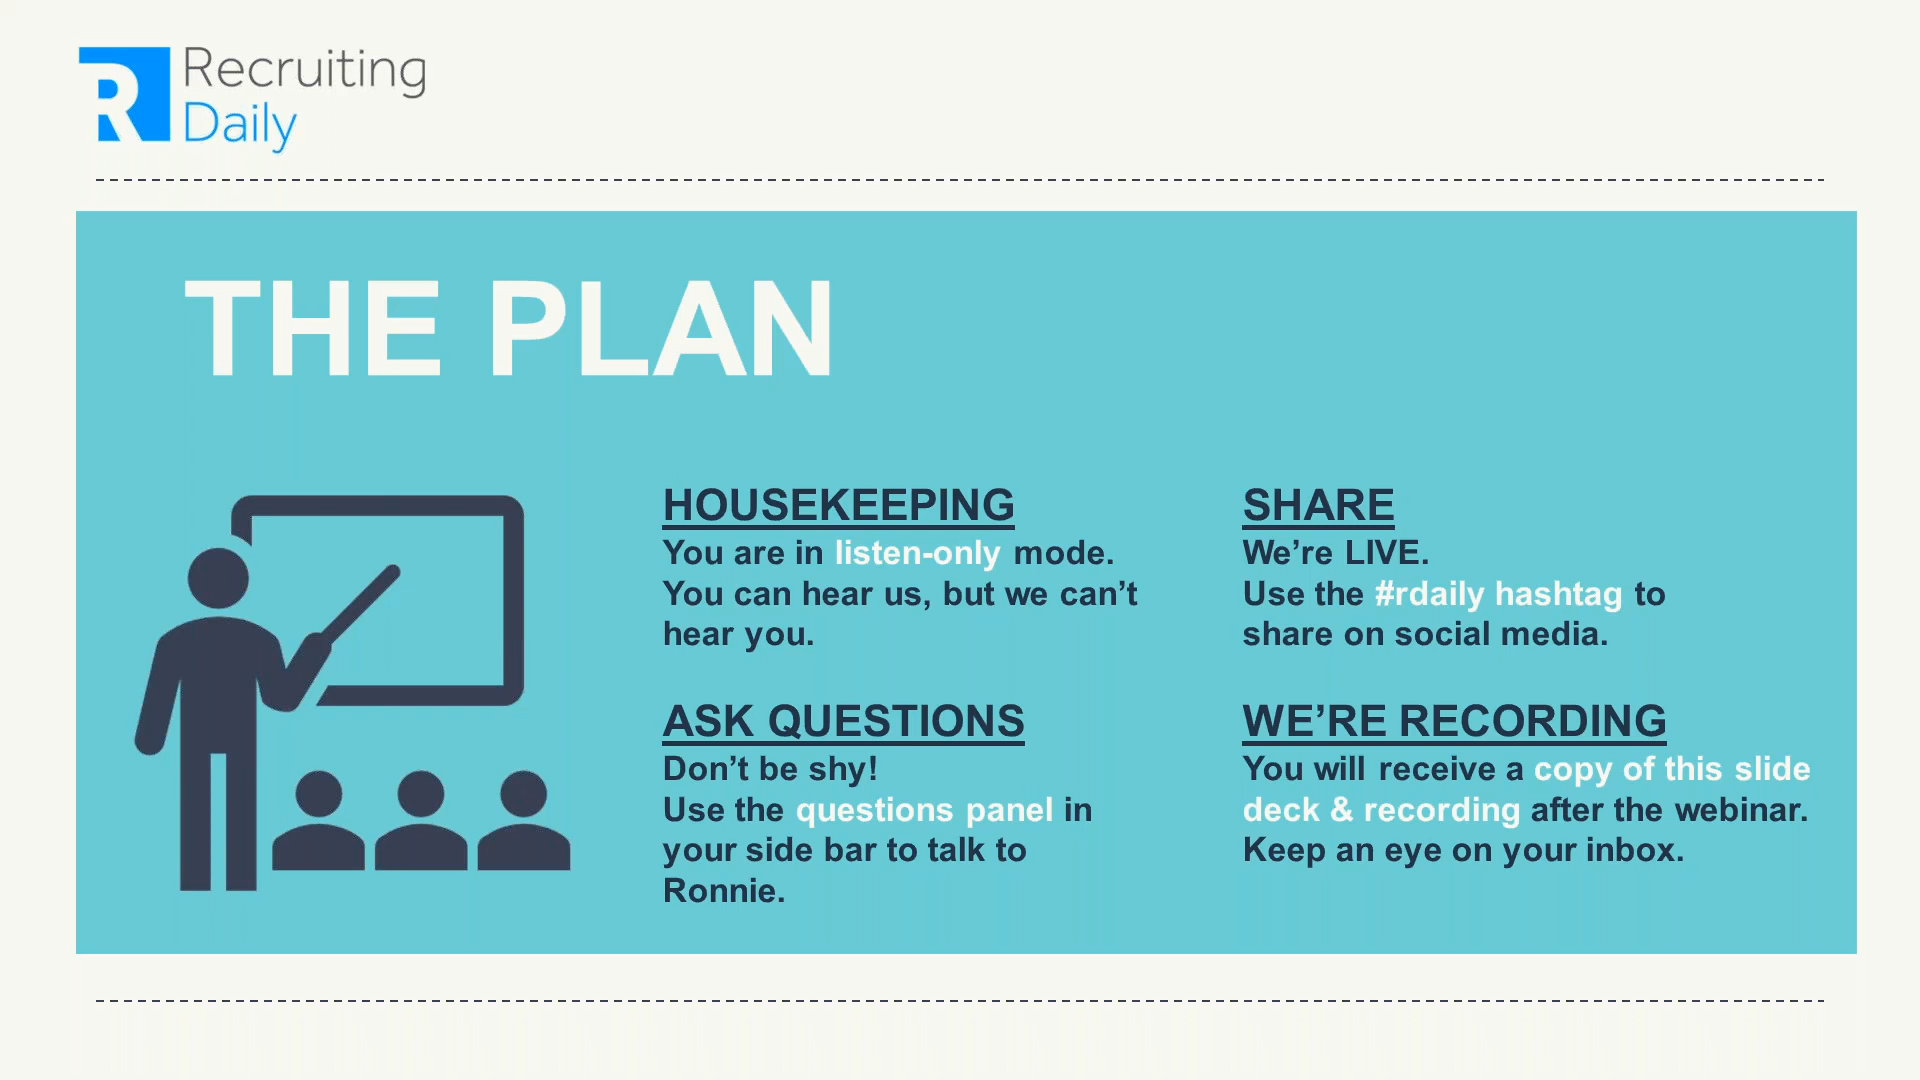 Recruiting
Daily
THE PLAN
HOUSEKEEPING
You are in listen-only mode.
You can hear us, but we can’t
hear you.
ASK QUESTIONS
Don’t be shy!
Use the questions panel in
your side bar to talk to
Ronnie.
SHARE
We’re LIVE.
Use the #rdaily hashtag to
share on social media.
WE’RE RECORDING
You will receive a copy of this slide
deck & recording after the webinar.
Keep an eye on your inbox.